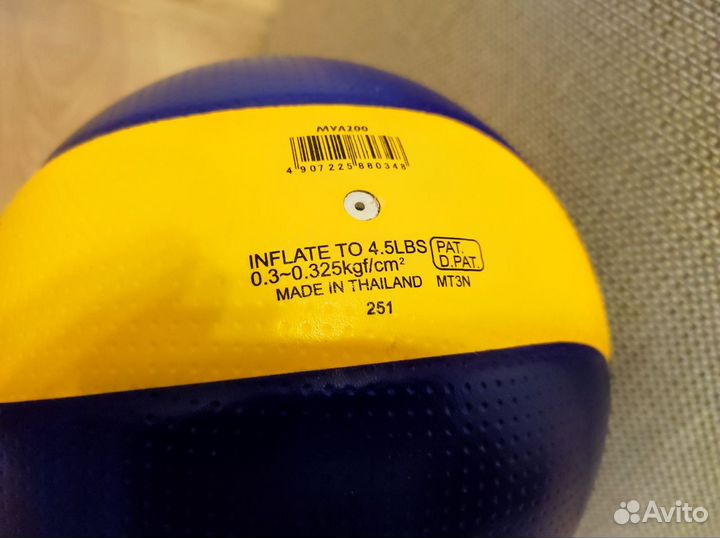 MVA200
4 907225 880348
INFLATE TO 4.5LBS PAT.
0.3~0.325kgf/cm² D.PAT.
MADE IN THAILAND MT3N
251
Avito